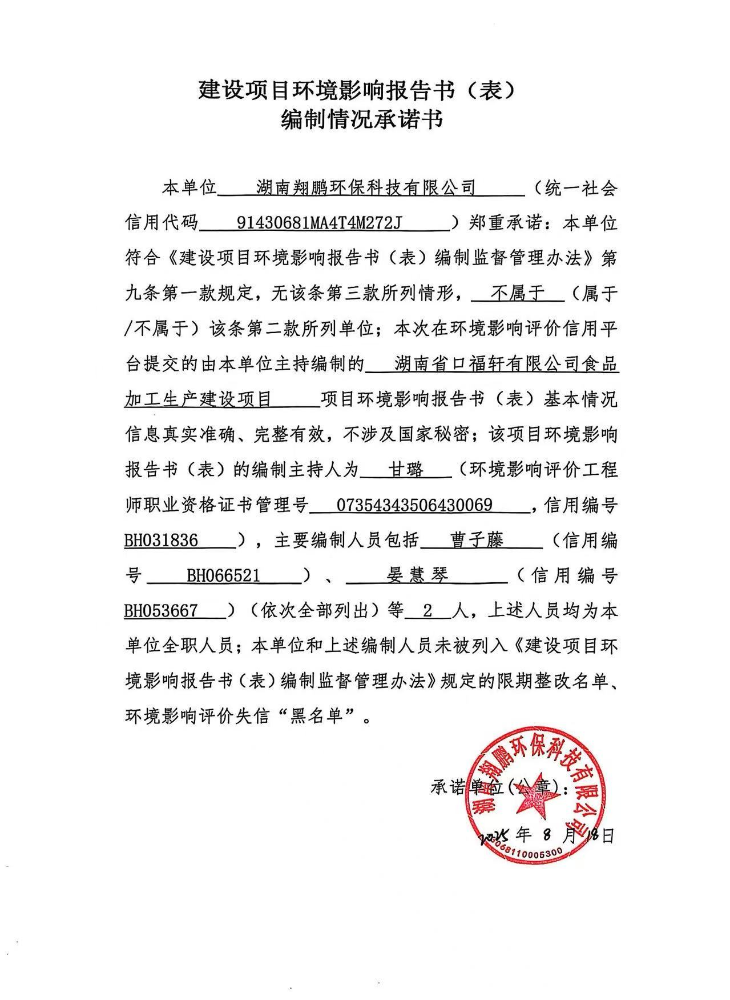 建设项目环境影响报告书（表）
编制情况承诺书
本单位 湖南翔鹏环保科技有限公司 （统一社会
信用代码 91430681MA4T4M272J ）郑重承诺：本单位
符合《建设项目环境影响报告书（表）编制监督管理办法》第
九条第一款规定，无该条第三款所列情形， 不属于 （属于
/不属于）该条第二款所列单位；本次在环境影响评价信用平
台提交的由本单位主持编制的 湖南省口福轩有限公司食品
加工生产建设项目 项目环境影响报告书（表）基本情况
信息真实准确、完整有效，不涉及国家秘密；该项目环境影响
报告书（表）的编制主持人为 甘璐 （环境影响评价工程
师职业资格证书管理号 07354343506430069 ，信用编号
BH031836 ），主要编制人员包括 曹子藤 （信用编
号 BH066521 ）、 晏慧琴 （信用编号
BH053667 ）（依次全部列出）等 2 人，上述人员均为本
单位全职人员；本单位和上述编制人员未被列入《建设项目环
境影响报告书（表）编制监督管理办法》规定的限期整改名单、
环境影响评价失信“黑名单”。
湖南翔鹏环保科技有限公司
承诺单位(公章)：
2025年 8 月 18日
3068110005300